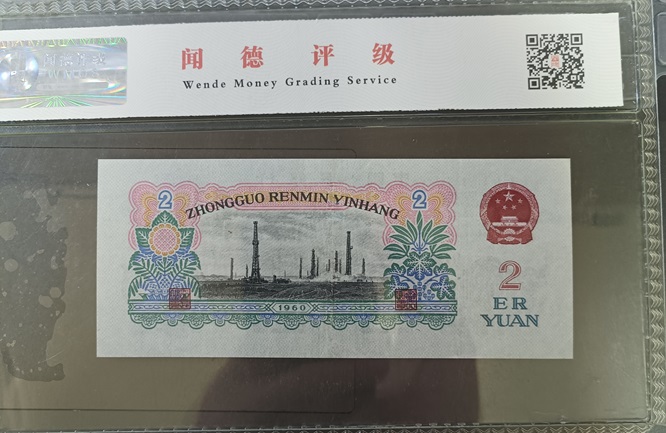 闻德评级
Wende Money Grading Service
2 2
ZHONGGUO RENMIN YINHANG
1960
2
ER
YUAN